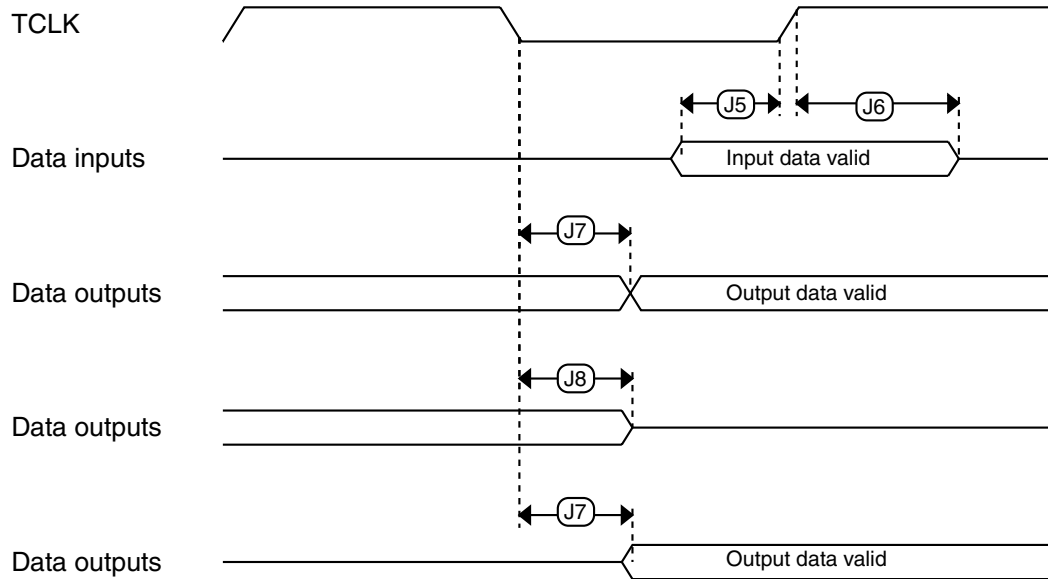 TCLK
J5
J6
Data inputs
Input data valid
J7
Data outputs
Output data valid
J8
Data outputs
J7
Data outputs
Output data valid